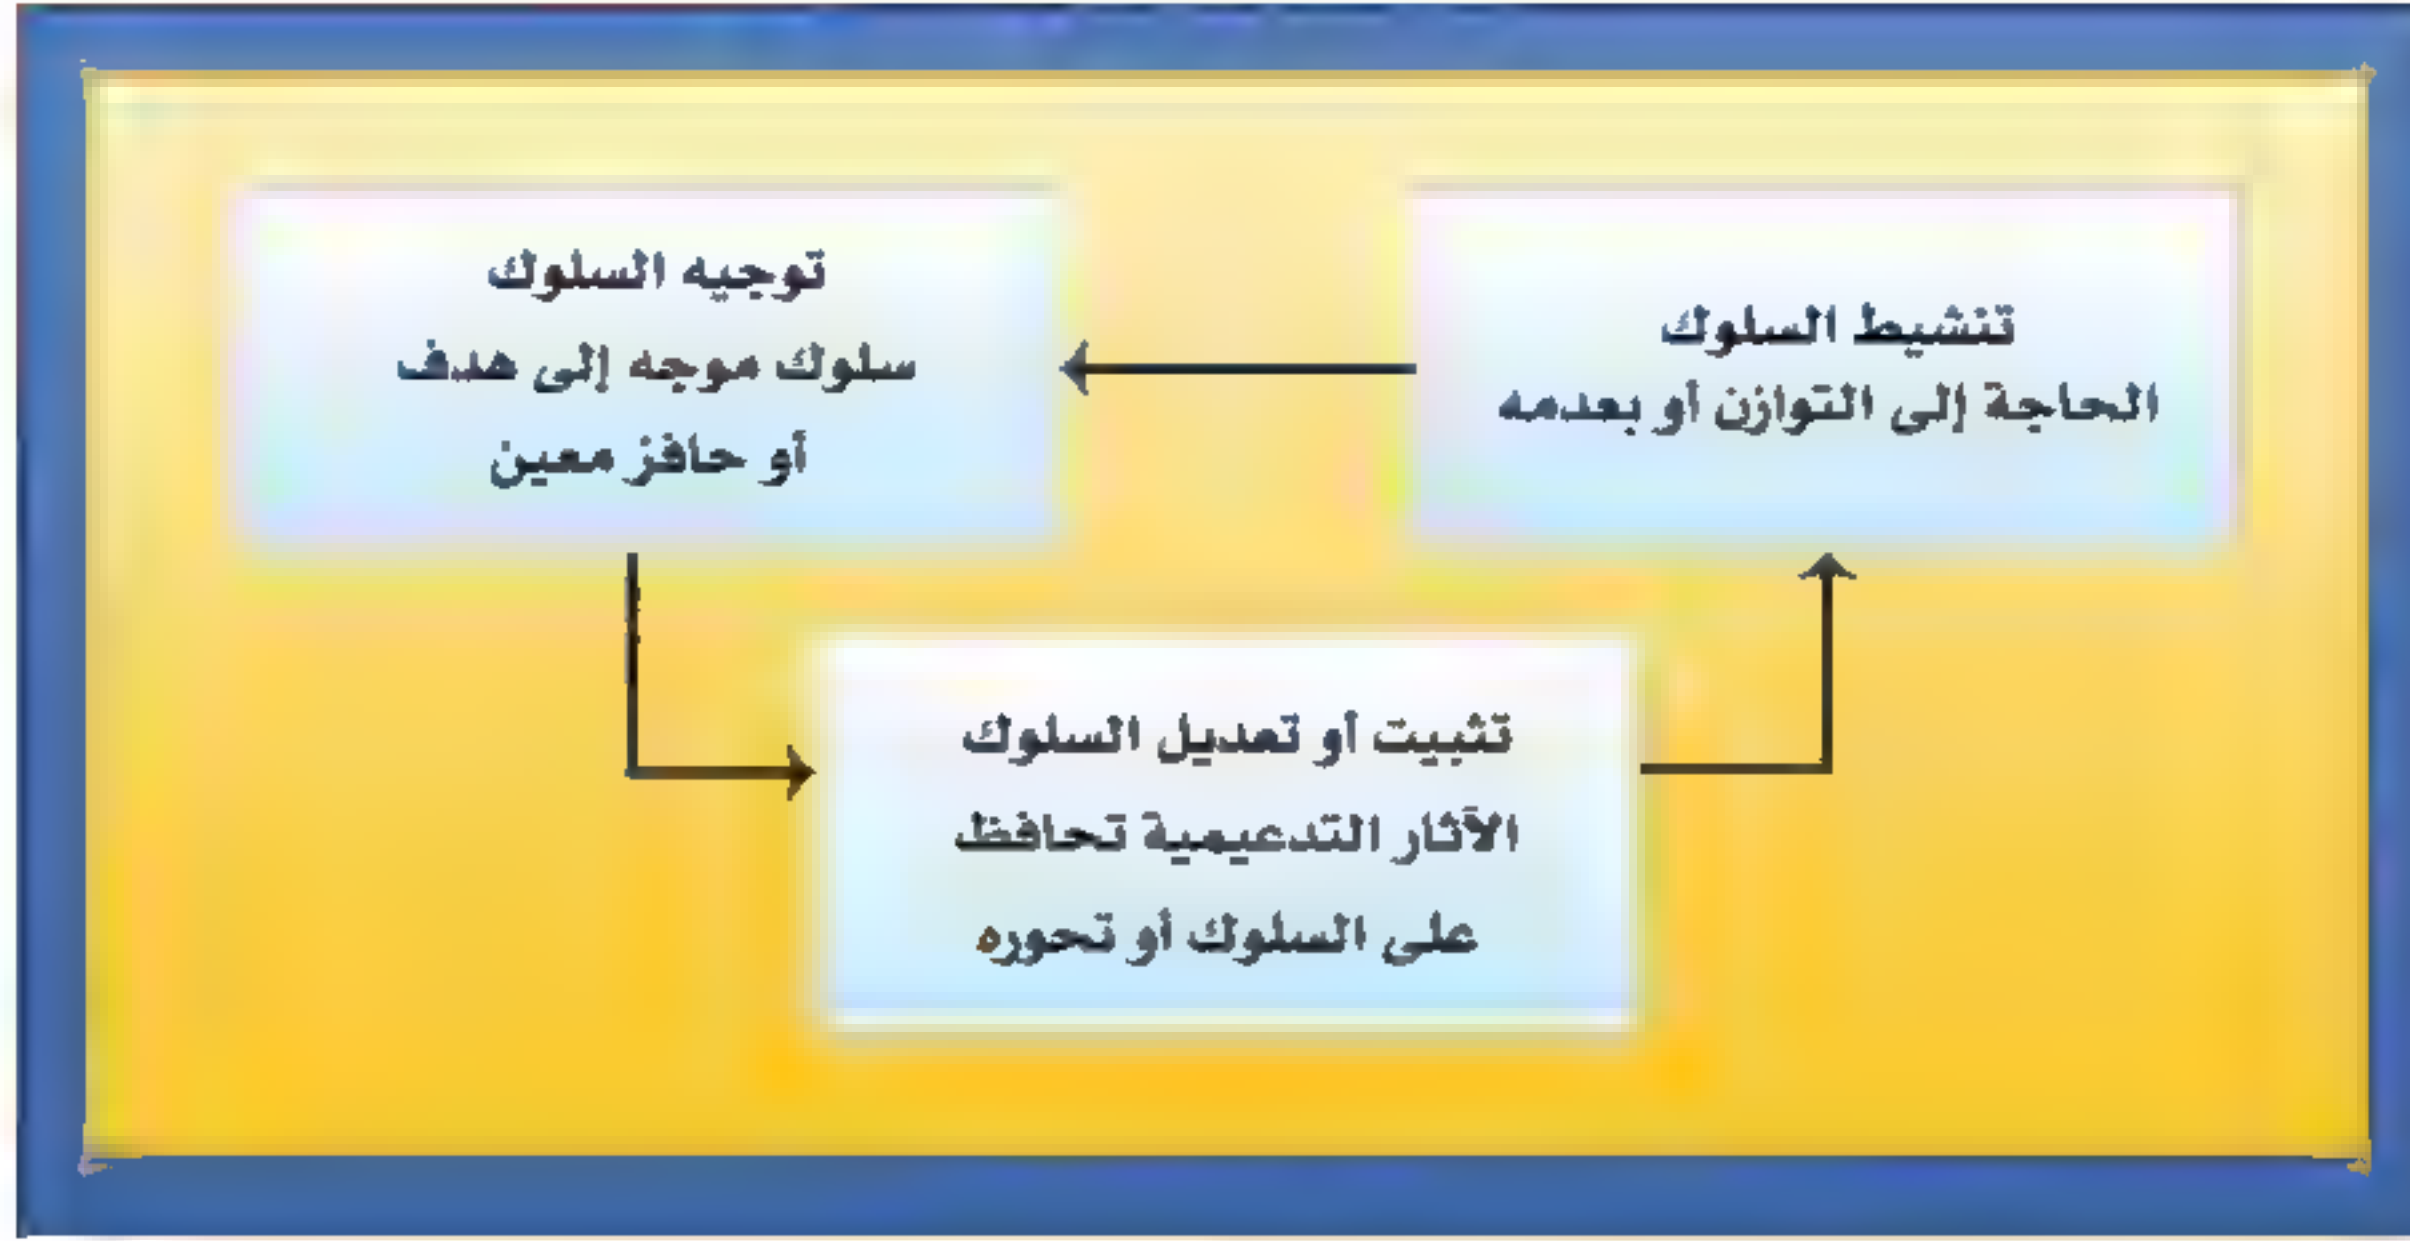 تنشيط السلوك
الحاجة إلى التوازن أو بعدمه
توجيه السلوك
سلوك موجه إلى هدف
أو حافز معين
تثبيت أو تعديل السلوك
الآثار التدعيمية تحافظ
على السلوك أو تحوره